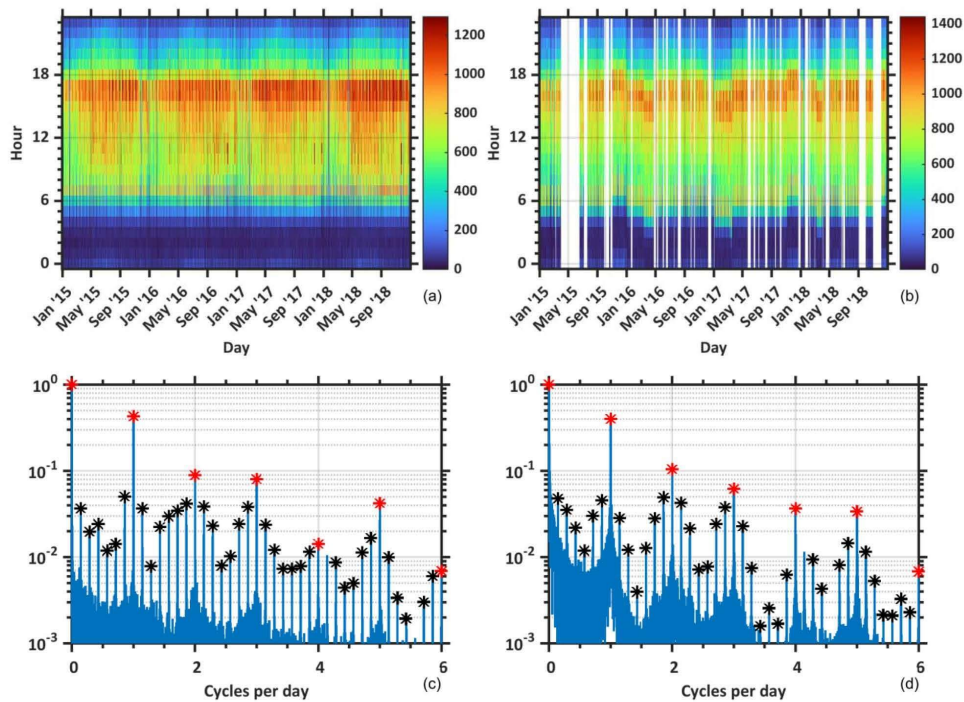 1200
1000
800
600
400
200
0
18
12
6
0
Hour
Jan '15
May '15
Sep '15
Jan '16
May '16
Sep '16
Jan '17
May '17
Sep '17
Jan '18
May '18
Sep '18
Day
(a)
1400
1200
1000
800
600
400
200
0
18
12
6
0
Hour
Jan '15
May '15
Sep '15
Jan '16
May '16
Sep '16
Jan '17
May '17
Sep '17
Jan '18
May '18
Sep '18
Day
(b)
10^0
10^-1
10^-2
10^-3
0 2 4 6
Cycles per day
(c)
10^0
10^-1
10^-2
10^-3
0 2 4 6
Cycles per day
(d)